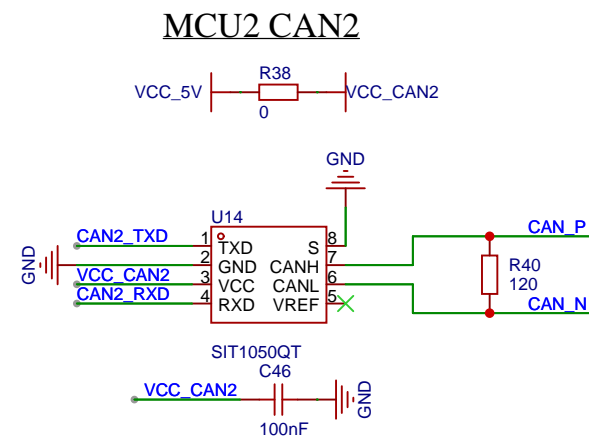 MCU2 CAN2
R38
VCC_5V
VCC_CAN2
0
GND
U14
CAN2_TXD
1
TXD
S
8
GND
2
GND
CANH
7
VCC_CAN2
3
VCC
CANL
6
CAN2_RXD
4
RXD
VREF
5
CAN_P
R40
120
CAN_N
SIT1050QT
C46
VCC_CAN2
GND
100nF